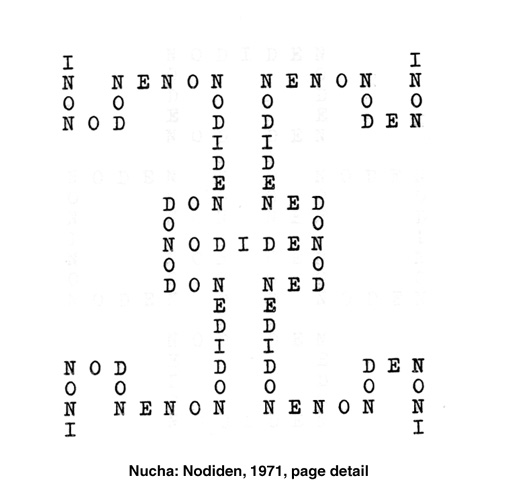 I I
N N E N O N N E N O N N
O O O O O O
N O D D D D E N
I I
D D
E E
D O N N E D
O O
N O D I D E N
O O
D O N N E D
E E
D D
I I
N O D D D D E N
O O O O O O
N N E N O N N E N O N N
I I
Nucha: Nodiden, 1971, page detail